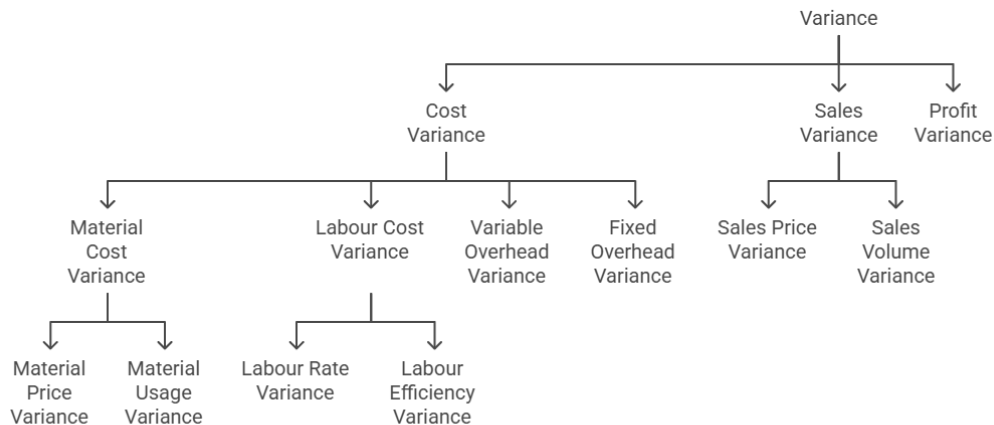 Variance
Cost
Variance
Sales
Variance
Profit
Variance
Material
Cost
Variance
Labour Cost
Variance
Variable
Overhead
Variance
Fixed
Overhead
Variance
Sales Price
Variance
Sales
Volume
Variance
Material
Price
Variance
Material
Usage
Variance
Labour Rate
Variance
Labour
Efficiency
Variance